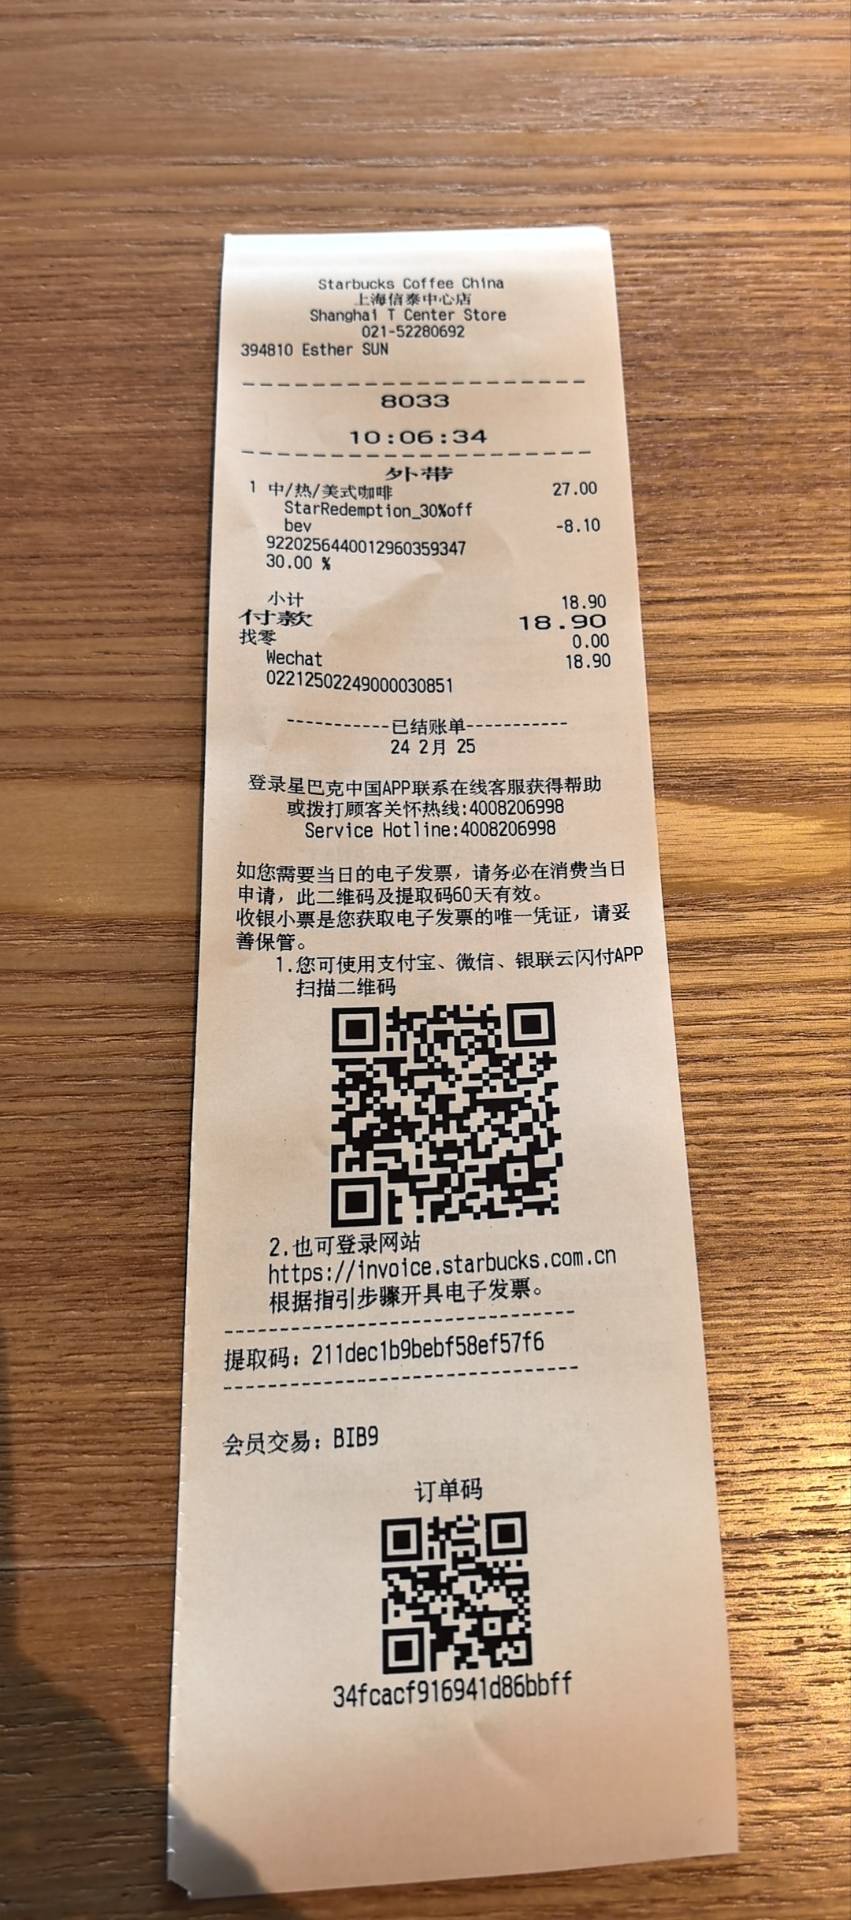 Starbucks Coffee China
上海信泰中心店
Shanghai T Center Store
021-52280692
394810 Esther SUN
8033
10:06:34
外带
1 中/热/美式咖啡 27.00
StarRedemption_30%off
bev -8.10
9220256440012960359347
30.00 %
小计 18.90
付款 18.90
找零 0.00
Wechat 18.90
02212502249000030851
-----------已结账单-----------
24 2月 25
登录星巴克中国APP联系在线客服获得帮助
或拨打顾客关怀热线:4008206998
Service Hotline:4008206998
如您需要当日的电子发票，请务必在消费当日
申请，此二维码及提取码60天有效。
收银小票是您获取电子发票的唯一凭证，请妥
善保管。
1.您可使用支付宝、微信、银联云闪付APP
扫描二维码
2.也可登录网站
https://invoice.starbucks.com.cn
根据指引步骤开具电子发票。
提取码：211dec1b9bebf58ef57f6
会员交易：BIB9
订单码
34fcacf916941d86bbff